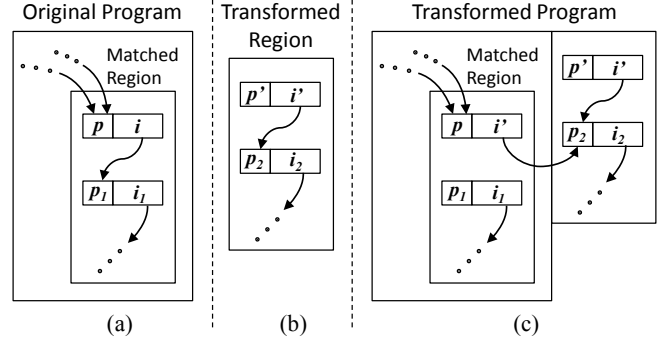 Original Program
Matched
Region
p i
p₁ i₁
(a)
Transformed
Region
p' i'
p₂ i₂
(b)
Transformed Program
Matched
Region
p i'
p₁ i₁
p' i'
p₂ i₂
(c)